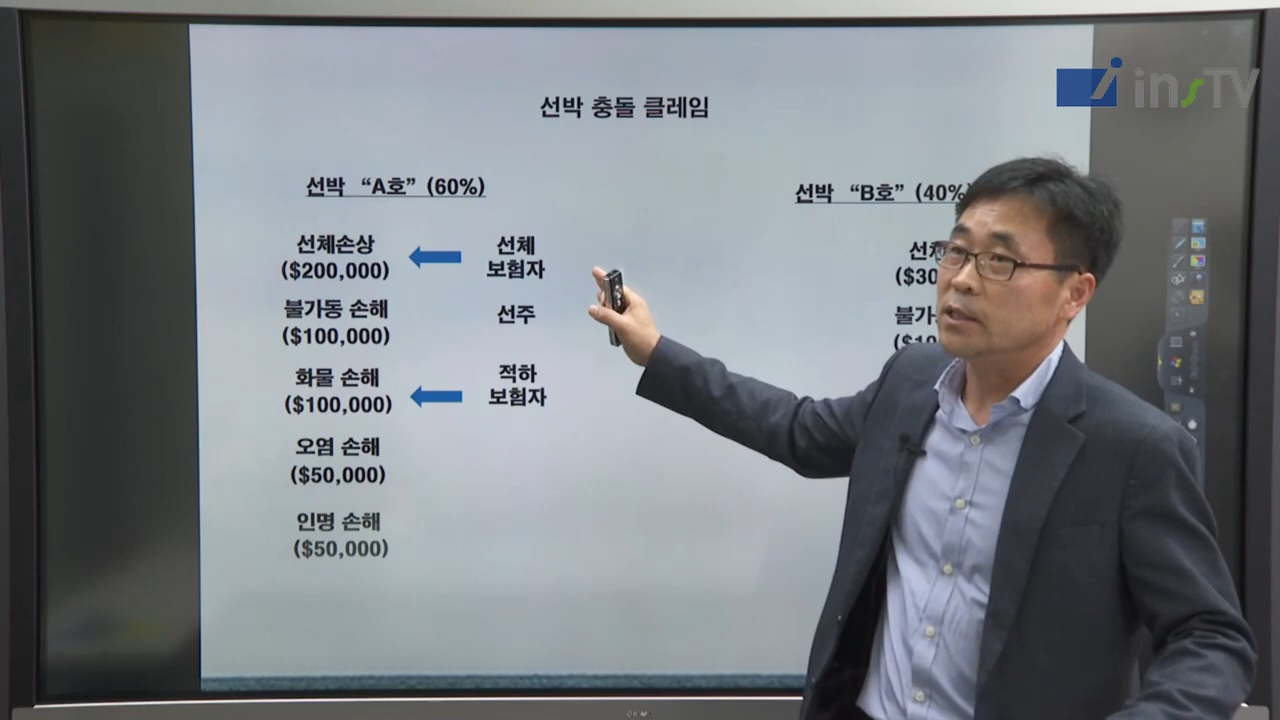 insTV
선박 충돌 클레임
선박 “A호” (60%)
선체손상
($200,000)
선체
보험자
불가동 손해
($100,000)
선주
화물 손해
($100,000)
적하
보험자
오염 손해
($50,000)
인명 손해
($50,000)
선박 “B호” (40%